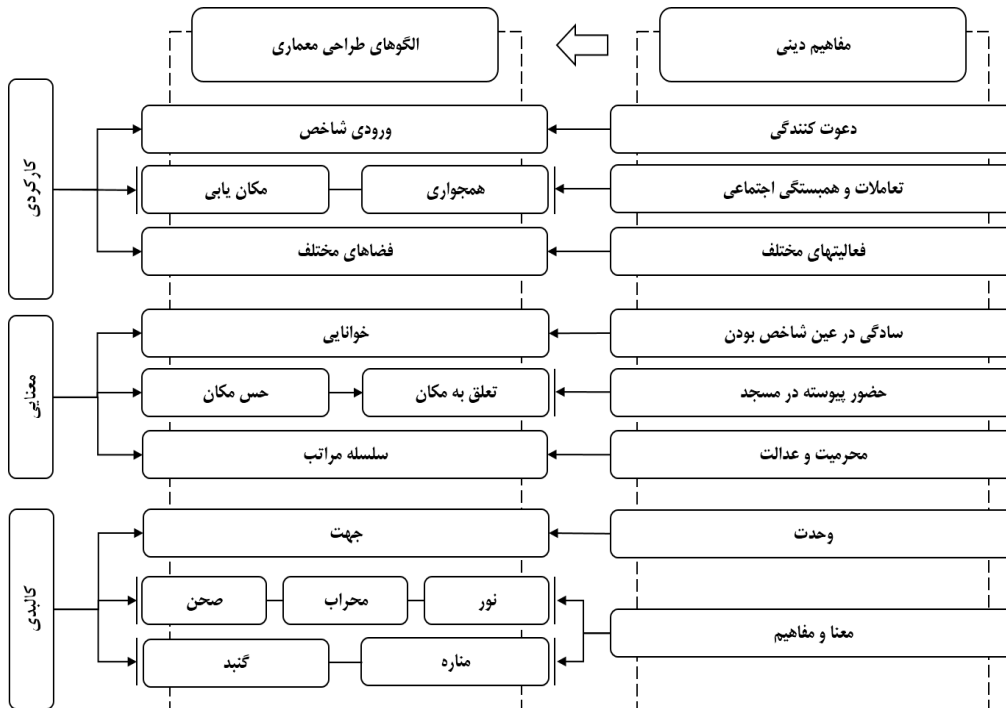 مفاهیم دینی
الگوهای طراحی معماری
کارکردی
دعوت کنندگی
ورودی شاخص
تعاملات و همبستگی اجتماعی
همجواری
مکان یابی
فعالیتهای مختلف
فضاهای مختلف
معنایی
سادگی در عین شاخص بودن
خوانایی
حضور پیوسته در مسجد
تعلق به مکان
حس مکان
محرمیت و عدالت
سلسله مراتب
کالبدی
وحدت
جهت
معنا و مفاهیم
نور
محراب
صحن
مناره
گنبد